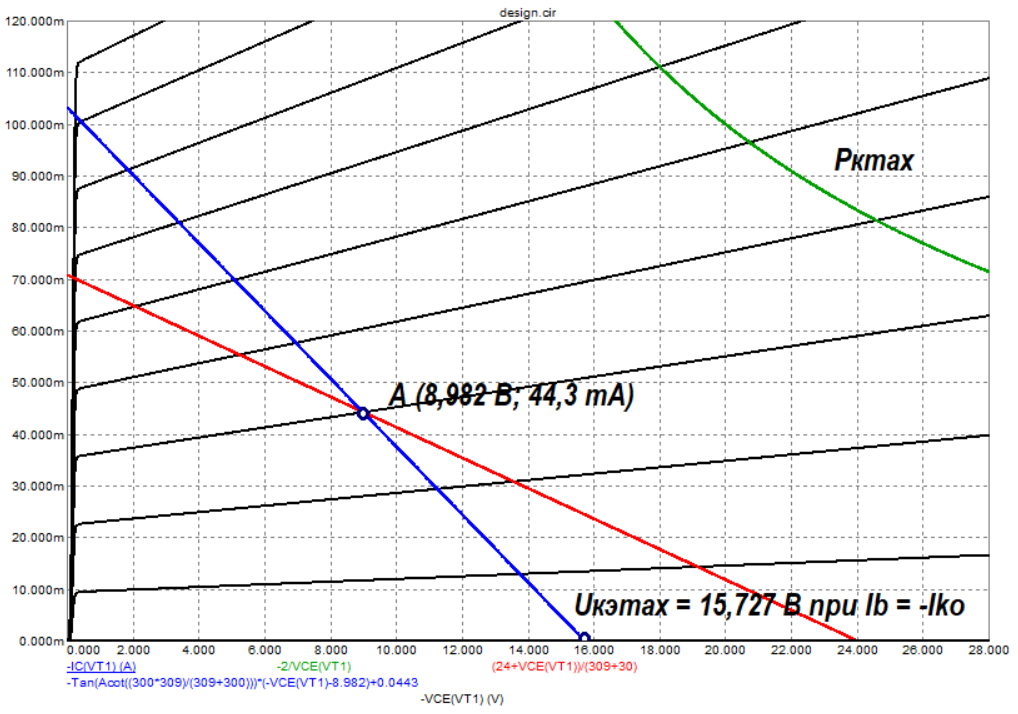 design.cir
120.000m
110.000m
100.000m
90.000m
80.000m
70.000m
60.000m
50.000m
40.000m
30.000m
20.000m
10.000m
0.000m
Pкmax
A (8,982 В; 44,3 mA)
Uкэmax = 15,727 В при Ib = -Iко
0.000 2.000 4.000 6.000 8.000 10.000 12.000 14.000 16.000 18.000 20.000 22.000 24.000 26.000 28.000
-IC(VT1) (A) -2/VCE(VT1) (24+VCE(VT1))/(309+30)
-Tan(Acot((300*309)/(309+300)))*(-VCE(VT1)-8.982)+0.0443
-VCE(VT1) (V)